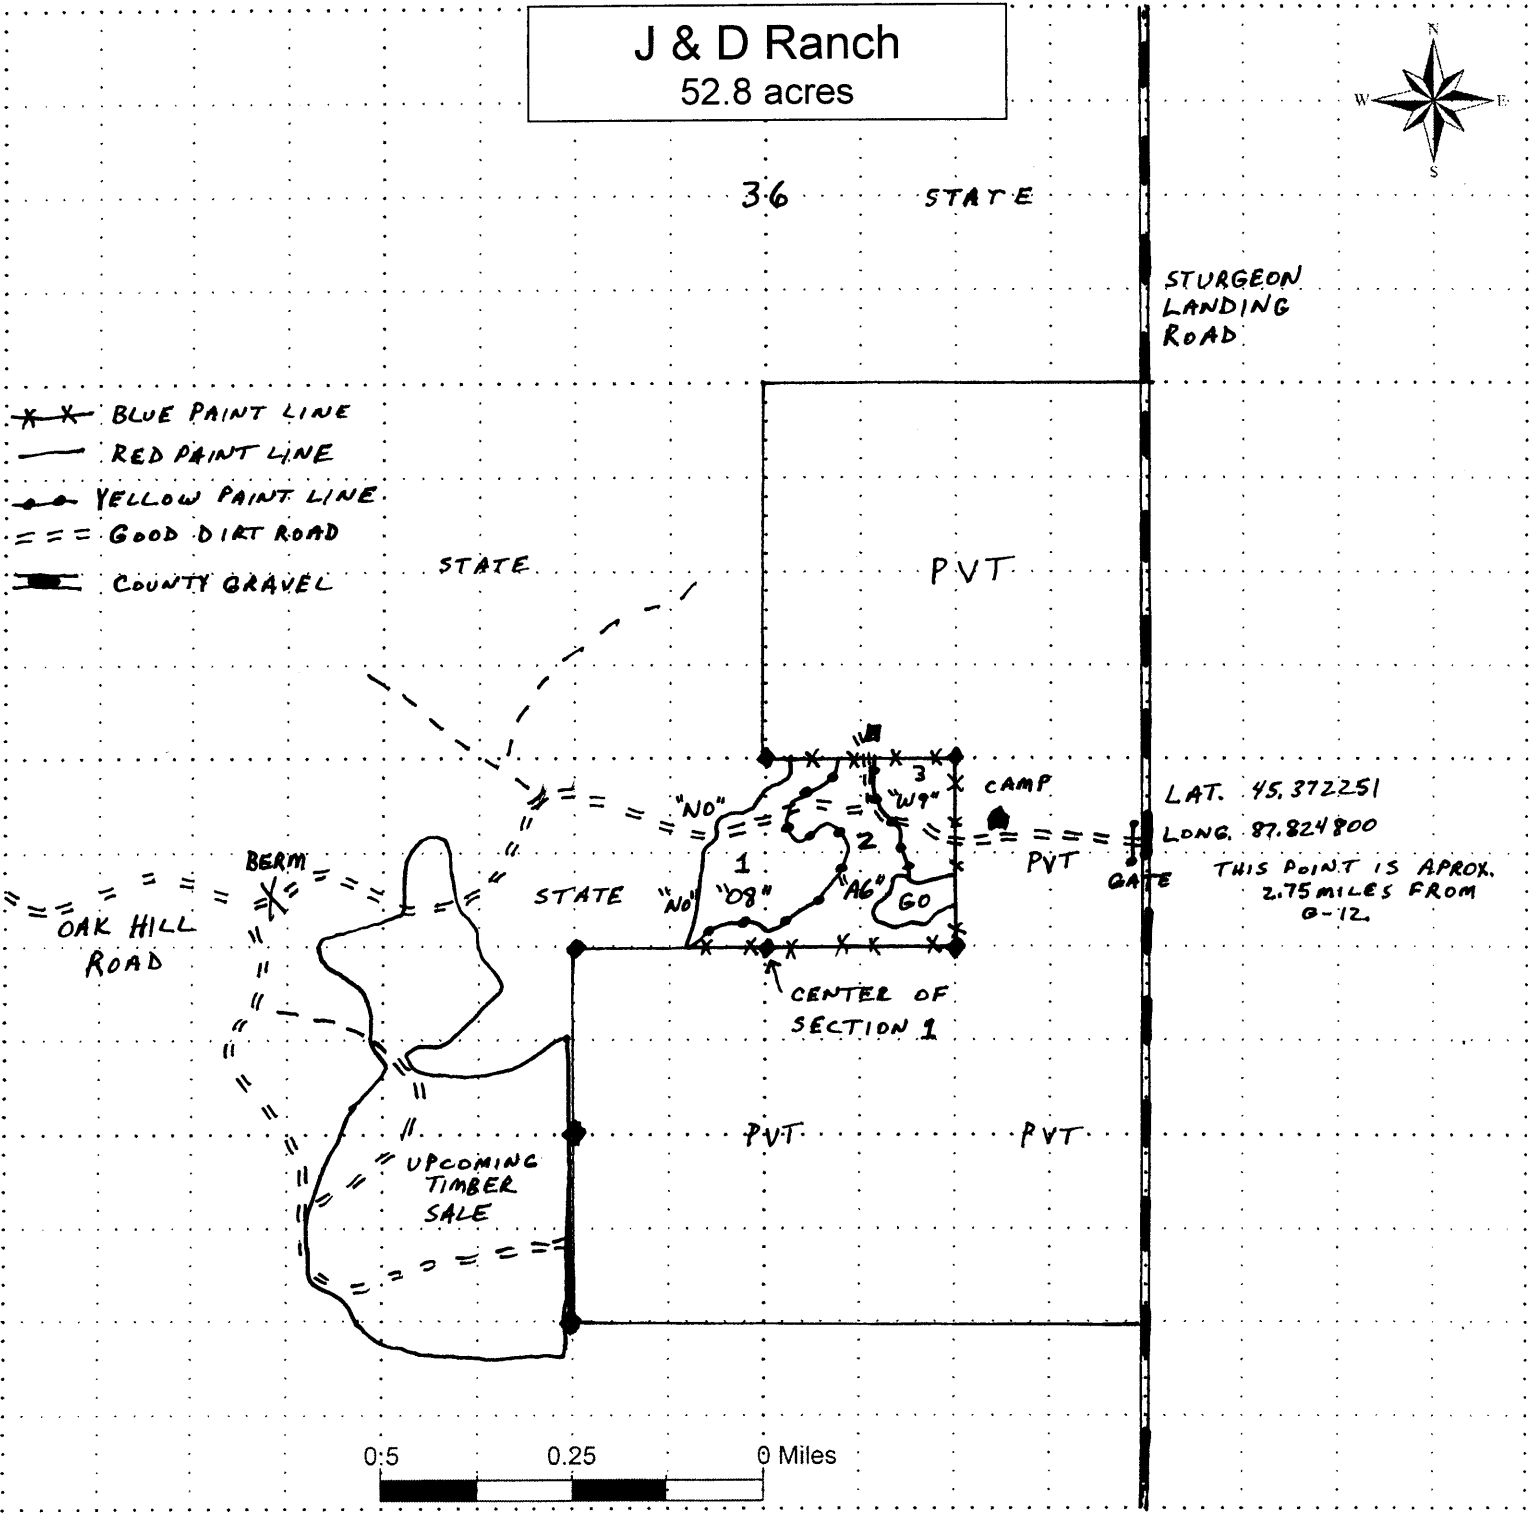 J & D Ranch
52.8 acres
N
W
E
S
36
STATE
STURGEON
LANDING
ROAD
BLUE PAINT LINE
RED PAINT LINE
YELLOW PAINT LINE
GOOD DIRT ROAD
COUNTY GRAVEL
STATE
PVT
3
"W9"
CAMP
LAT. 45.372251
LONG. 87.824800
"NO"
2
1
PVT
GATE
THIS POINT IS APROX.
2.75 MILES FROM
G-12.
BERM
STATE
"NO"
"O8"
"A6"
GO
OAK HILL
ROAD
CENTER OF
SECTION 1
PVT
PVT
UPCOMING
TIMBER
SALE
0.5
0.25
0 Miles